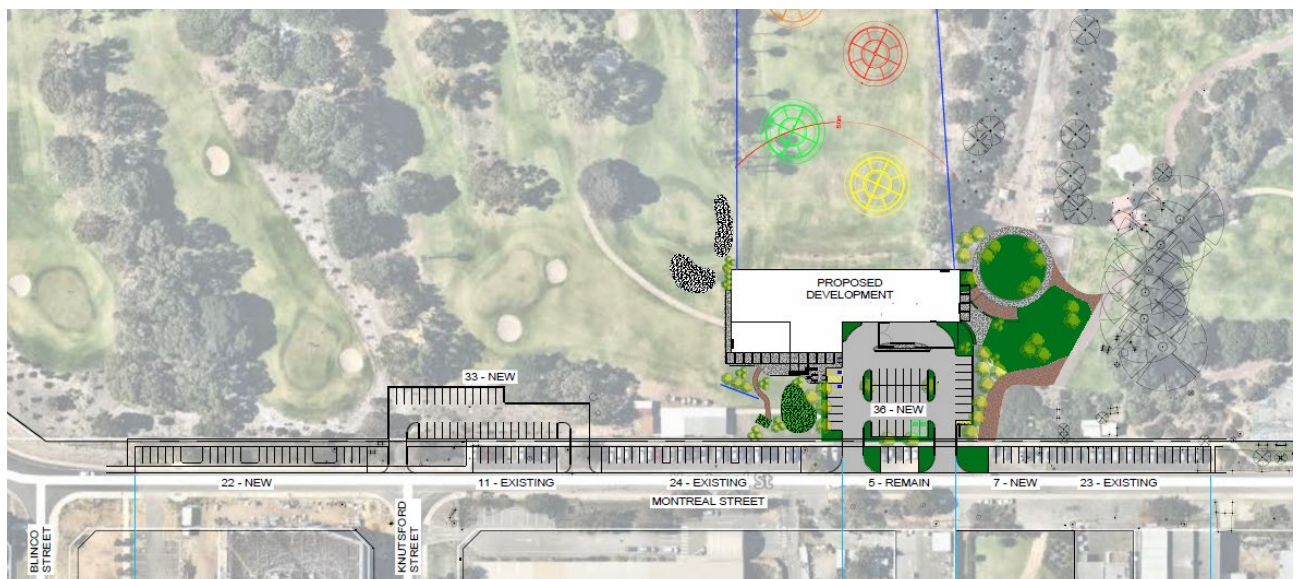 PROPOSED
DEVELOPMENT
33 - NEW
36 - NEW
22 - NEW
11 - EXISTING
24 - EXISTING
St
5 - REMAIN
7 - NEW
23 - EXISTING
MONTREAL STREET
BLINCO
STREET
KNUTSFORD
STREET